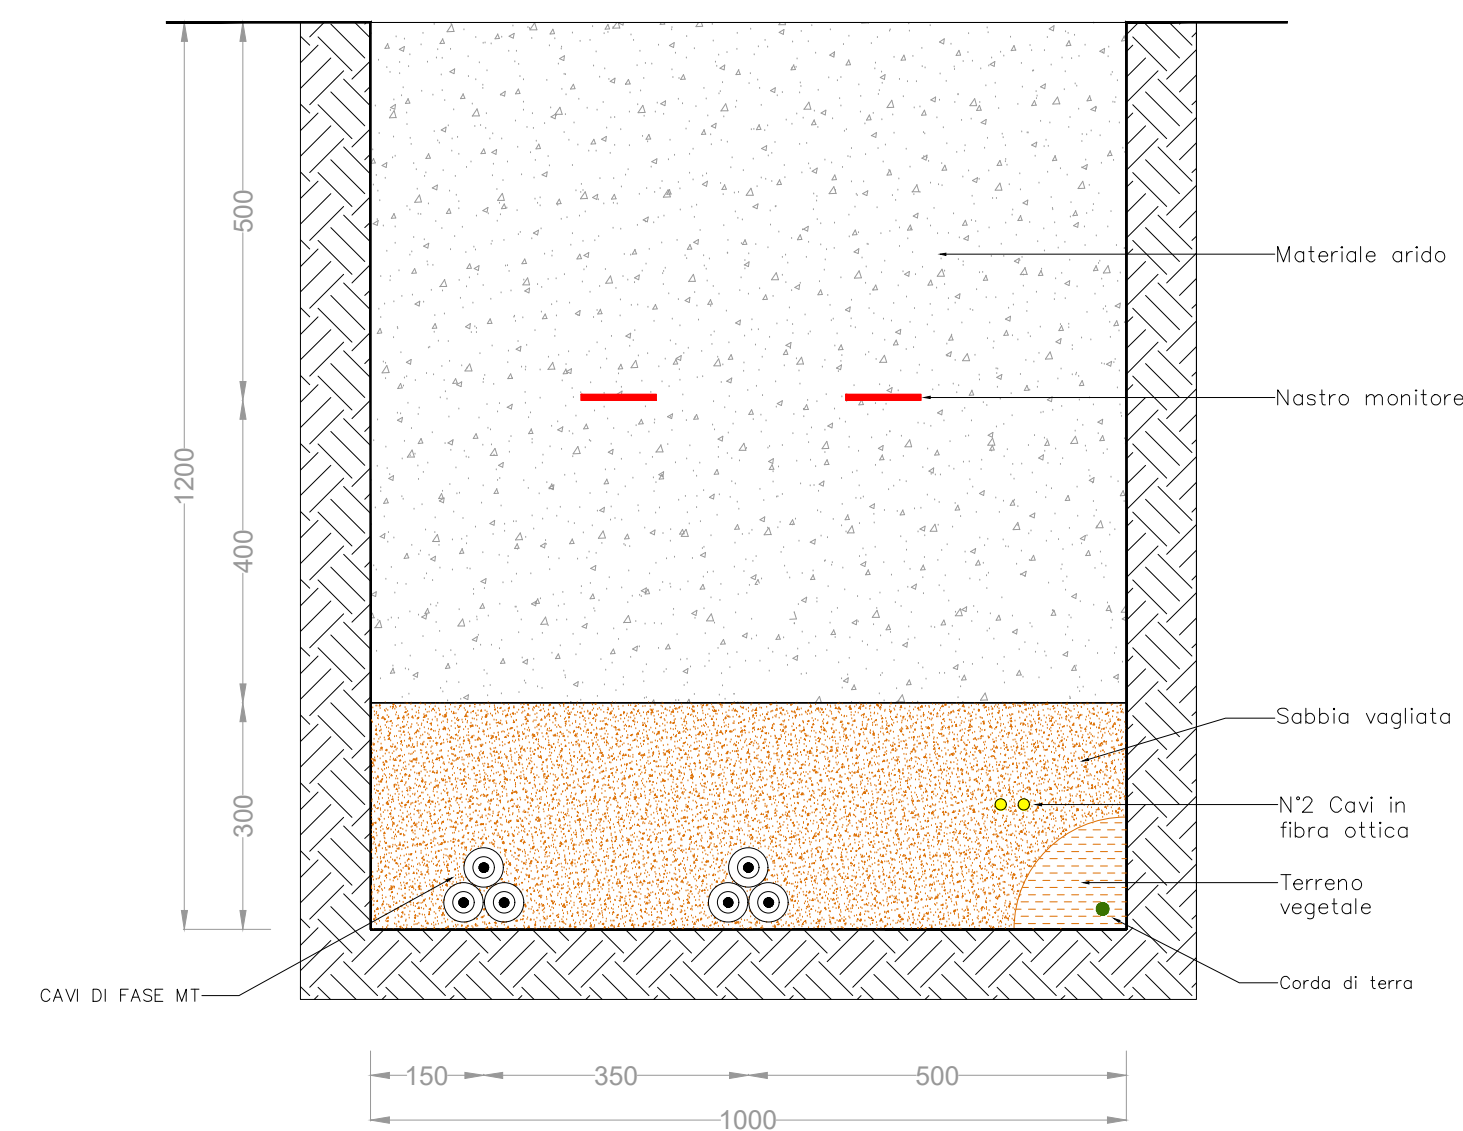 500
Materiale arido
Nastro monitore
1200
400
Sabbia vagliata
300
N°2 Cavi in
fibra ottica
Terreno
vegetale
CAVI DI FASE MT
Corda di terra
150
350
500
1000